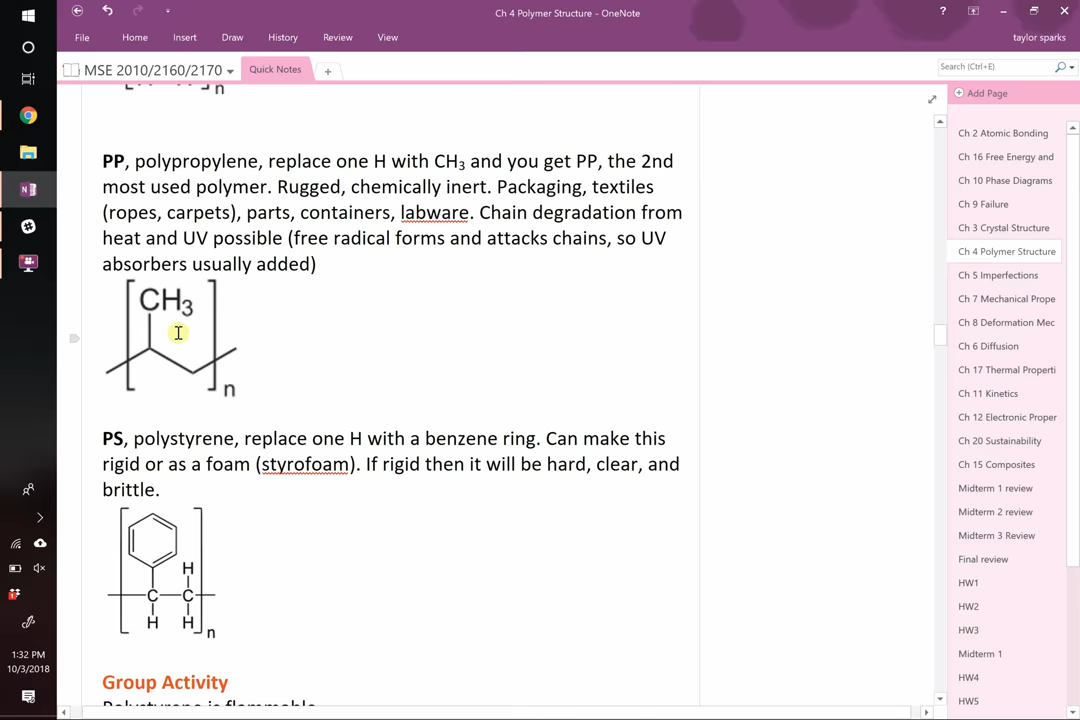 Ch 4 Polymer Structure - OneNote
?
File
Home
Insert
Draw
History
Review
View
taylor sparks
MSE 2010/2160/2170
Quick Notes
+
Search (Ctrl+E)
n
PP, polypropylene, replace one H with CH3 and you get PP, the 2nd
most used polymer. Rugged, chemically inert. Packaging, textiles
(ropes, carpets), parts, containers, labware. Chain degradation from
heat and UV possible (free radical forms and attacks chains, so UV
absorbers usually added)
CH3
n
PS, polystyrene, replace one H with a benzene ring. Can make this
rigid or as a foam (styrofoam). If rigid then it will be hard, clear, and
brittle.
H
C C
H H
n
Group Activity
Polystyrene is flammable
Add Page
Ch 2 Atomic Bonding
Ch 16 Free Energy and
Ch 10 Phase Diagrams
Ch 9 Failure
Ch 3 Crystal Structure
Ch 4 Polymer Structure
Ch 5 Imperfections
Ch 7 Mechanical Prope
Ch 8 Deformation Mec
Ch 6 Diffusion
Ch 17 Thermal Properti
Ch 11 Kinetics
Ch 12 Electronic Proper
Ch 20 Sustainability
Ch 15 Composites
Midterm 1 review
Midterm 2 review
Midterm 3 Review
Final review
HW1
HW2
HW3
Midterm 1
HW4
HW5
1:32 PM
10/3/2018